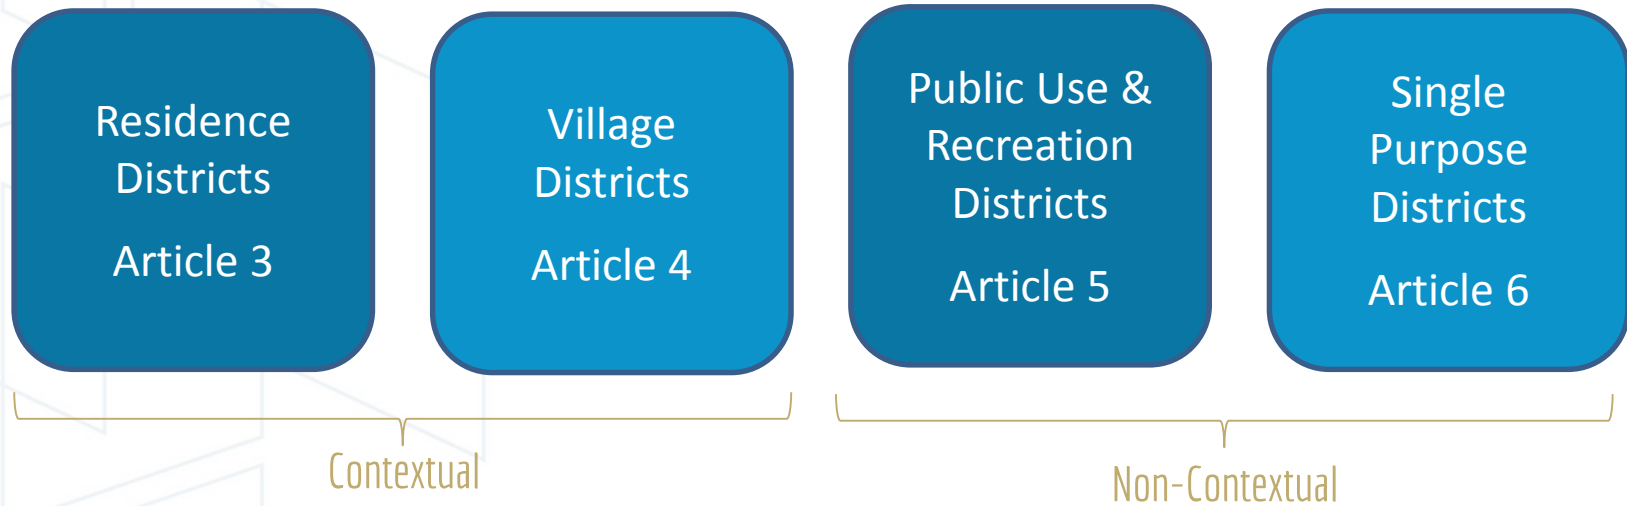 Residence
Districts
Article 3
Village
Districts
Article 4
Public Use &
Recreation
Districts
Article 5
Single
Purpose
Districts
Article 6
Contextual
Non-Contextual